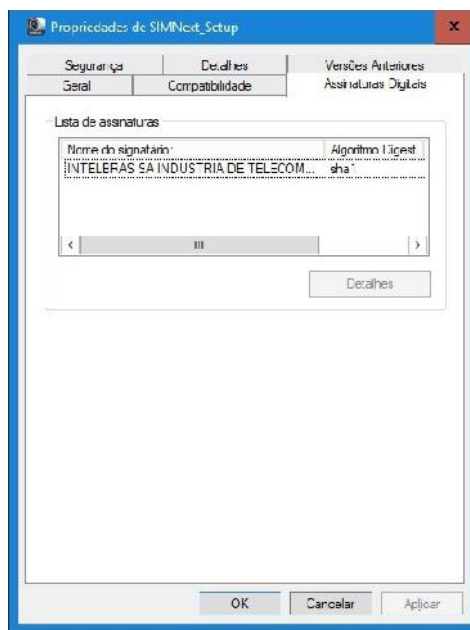 Propriedades de SIMNext_Setup
x
Segurança Detalhes Versões Anteriores
Geral Compatibilidade Assinaturas Digitais
Lista de assinaturas
Nome do signatário: Algoritmo Digest
INTELBRAS SA INDUSTRIA DE TELECOM... sha1
Detalhes
OK Cancelar Aplicar